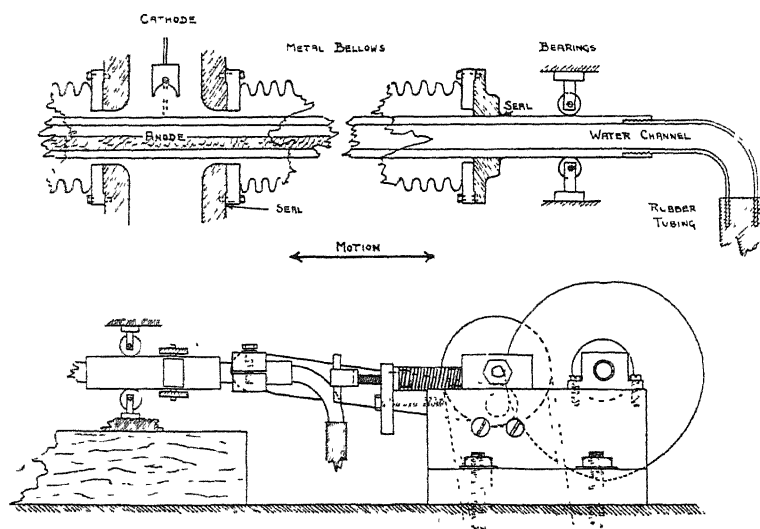 CATHODE
METAL BELLOWS
BEARINGS
SEAL
ANODE
WATER CHANNEL
SEAL
RUBBER
TUBING
MOTION